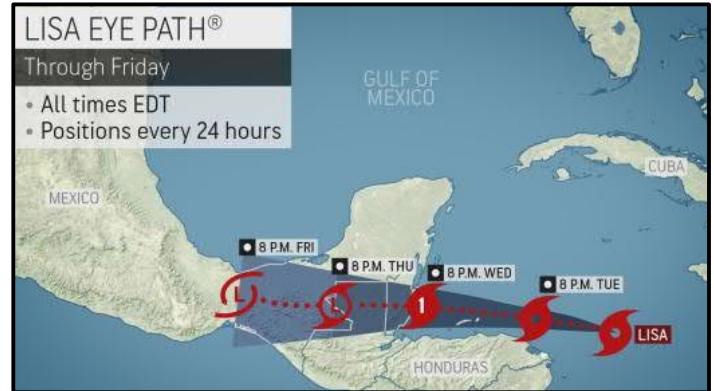 LISA EYE PATH®
Through Friday
• All times EDT
• Positions every 24 hours
GULF OF
MEXICO
CUBA
MEXICO
8 P.M. FRI
8 P.M. THU
8 P.M. WED
8 P.M. TUE
L
L
1
LISA
HONDURAS